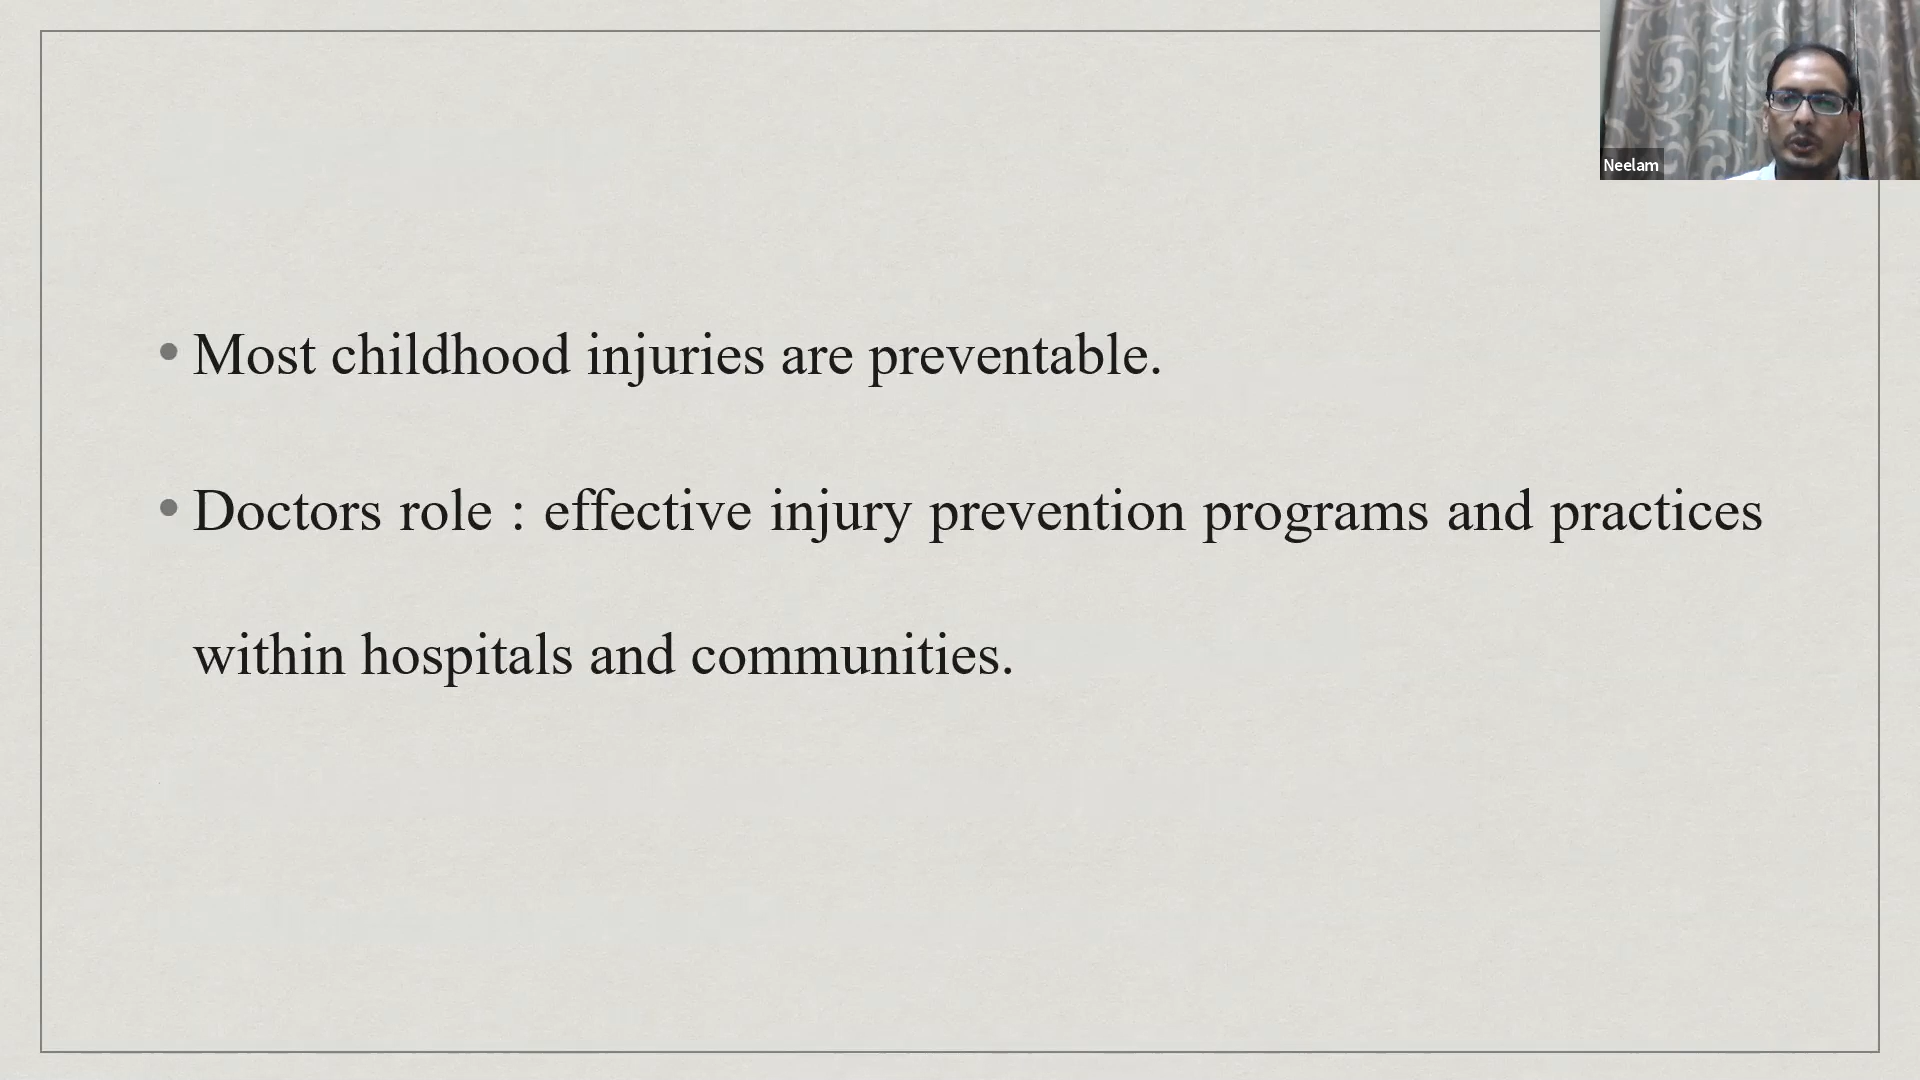 Neelam
• Most childhood injuries are preventable.
• Doctors role : effective injury prevention programs and practices
within hospitals and communities.